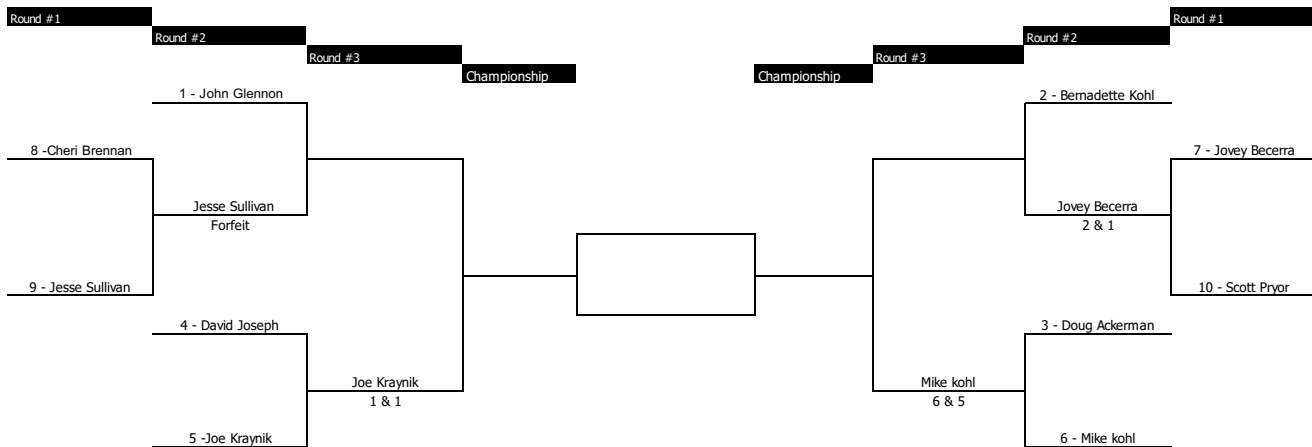 Round #1
Round #1
Round #2
Round #2
Round #3
Round #3
Championship
Championship
1 - John Glennon
2 - Bernadette Kohl
8 -Cheri Brennan
7 - Jovey Becerra
Jesse Sullivan
Forfeit
Jovey Becerra
2 & 1
9 - Jesse Sullivan
10 - Scott Pryor
4 - David Joseph
3 - Doug Ackerman
Joe Kraynik
1 & 1
Mike kohl
6 & 5
5 -Joe Kraynik
6 - Mike kohl